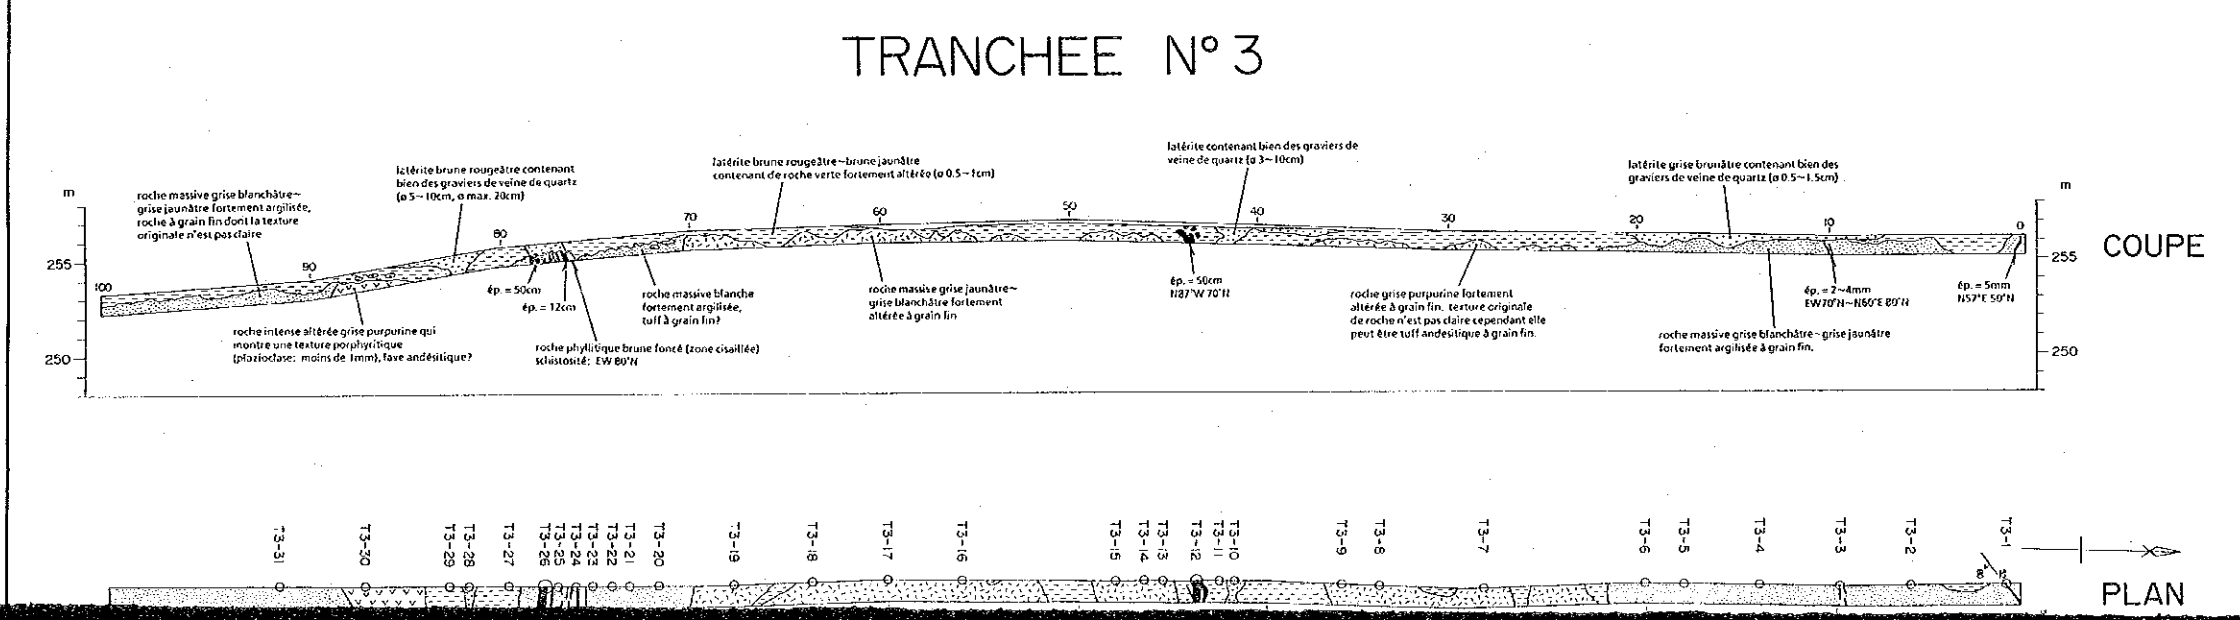 TRANCHEE N° 3
latérite contenant bien des graviers de
veine de quartz (ø 3~10cm)
latérite brune rougeâtre~brune jaunâtre
contenant de roche verte fortement altérée (ø 0.5~1cm)
latérite grise brunâtre contenant bien des
graviers de veine de quartz (ø 0.5~1.5cm)
latérite brune rougeâtre contenant
bien des graviers de veine de quartz
(ø 5~10cm, ø max. 20cm)
roche massive grise blanchâtre~
grise jaunâtre fortement argilisée,
roche à grain fin dont la texture
originale n'est pas claire
m
m
100
90
80
70
60
50
40
30
20
10
0
COUPE
255
255
250
250
ép. = 50cm
ép. = 12cm
roche massive blanche
fortement argilisée,
tuff à grain fin?
roche massive grise jaunâtre~
grise blanchâtre fortement
altérée à grain fin
ép. = 50cm
N87°W 70°N
roche grise purpurine fortement
altérée à grain fin, texture originale
de roche n'est pas claire cependant elle
peut être tuff andesitique à grain fin.
ép. = 2~4mm
EW70°N~N60°E 80°N
ép. = 5mm
N57°E 50°N
roche massive grise blanchâtre~grise jaunâtre
fortement argilisée à grain fin.
roche intense altérée grise purpurine qui
montre une texture porphyritique
(plazioclase: moins de 1mm), fave andésitique?
roche phyllitique brune foncé (zone cisaillée)
schistosité: EW 80°N
T3-31
T3-30
T3-29
T3-28
T3-27
T3-26
T3-25
T3-24
T3-23
T3-22
T3-21
T3-20
T3-19
T3-18
T3-17
T3-16
T3-15
T3-14
T3-13
T3-12
T3-11
T3-10
T3-9
T3-8
T3-7
T3-6
T3-5
T3-4
T3-3
T3-2
T3-1
PLAN